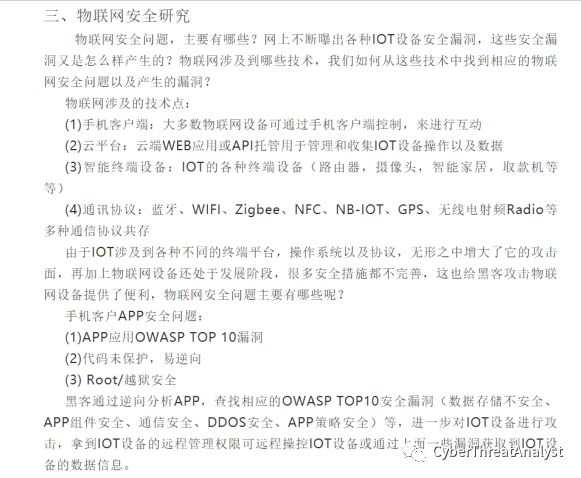 三、物联网安全研究
物联网安全问题，主要有哪些？网上不断曝出各种IOT设备安全漏洞，这些安全漏
洞又是怎么样产生的？物联网涉及到哪些技术，我们如何从这些技术中找到相应的物联
网安全问题以及产生的漏洞？
物联网涉及的技术点：
(1)手机客户端：大多数物联网设备可通过手机客户端控制，来进行互动
(2)云平台：云端WEB应用或API托管用于管理和收集IOT设备操作以及数据
(3)智能终端设备：IOT的各种终端设备（路由器，摄像头，智能家居，取款机等
等）
(4)通讯协议：蓝牙、WIFI、Zigbee、NFC、NB-IOT、GPS、无线电射频Radio等
多种通信协议共存
由于IOT涉及到各种不同的终端平台，操作系统以及协议，无形之中增大了它的攻击
面，再加上物联网设备还处于发展阶段，很多安全措施都不完善，这也给黑客攻击物联
网设备提供了便利，物联网安全问题主要有哪些呢？
手机客户APP安全问题：
(1)APP应用OWASP TOP 10漏洞
(2)代码未保护，易逆向
(3) Root/越狱安全
黑客通过逆向分析APP，查找相应的OWASP TOP10安全漏洞（数据存储不安全、
APP组件安全、通信安全、DDOS安全、APP策略安全）等，进一步对IOT设备进行攻
击，拿到IOT设备的远程管理权限可远程操控IOT设备或通过上面一些漏洞获取到IOT设
备的数据信息。
CyberThreatAnalyst